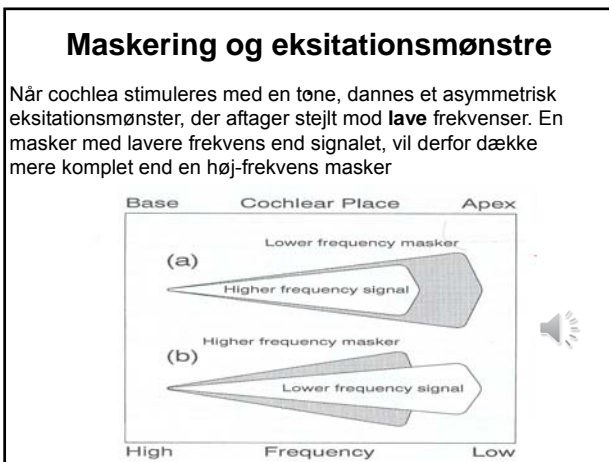 Maskering og eksitationsmønstre
Når cochlea stimuleres med en tone, dannes et asymmetrisk
eksitationsmønster, der aftager stejlt mod lave frekvenser. En
masker med lavere frekvens end signalet, vil derfor dække
mere komplet end en høj-frekvens masker
Base Cochlear Place Apex
Lower frequency masker
(a)
Higher frequency signal
Higher frequency masker
(b)
Lower frequency signal
High Frequency Low